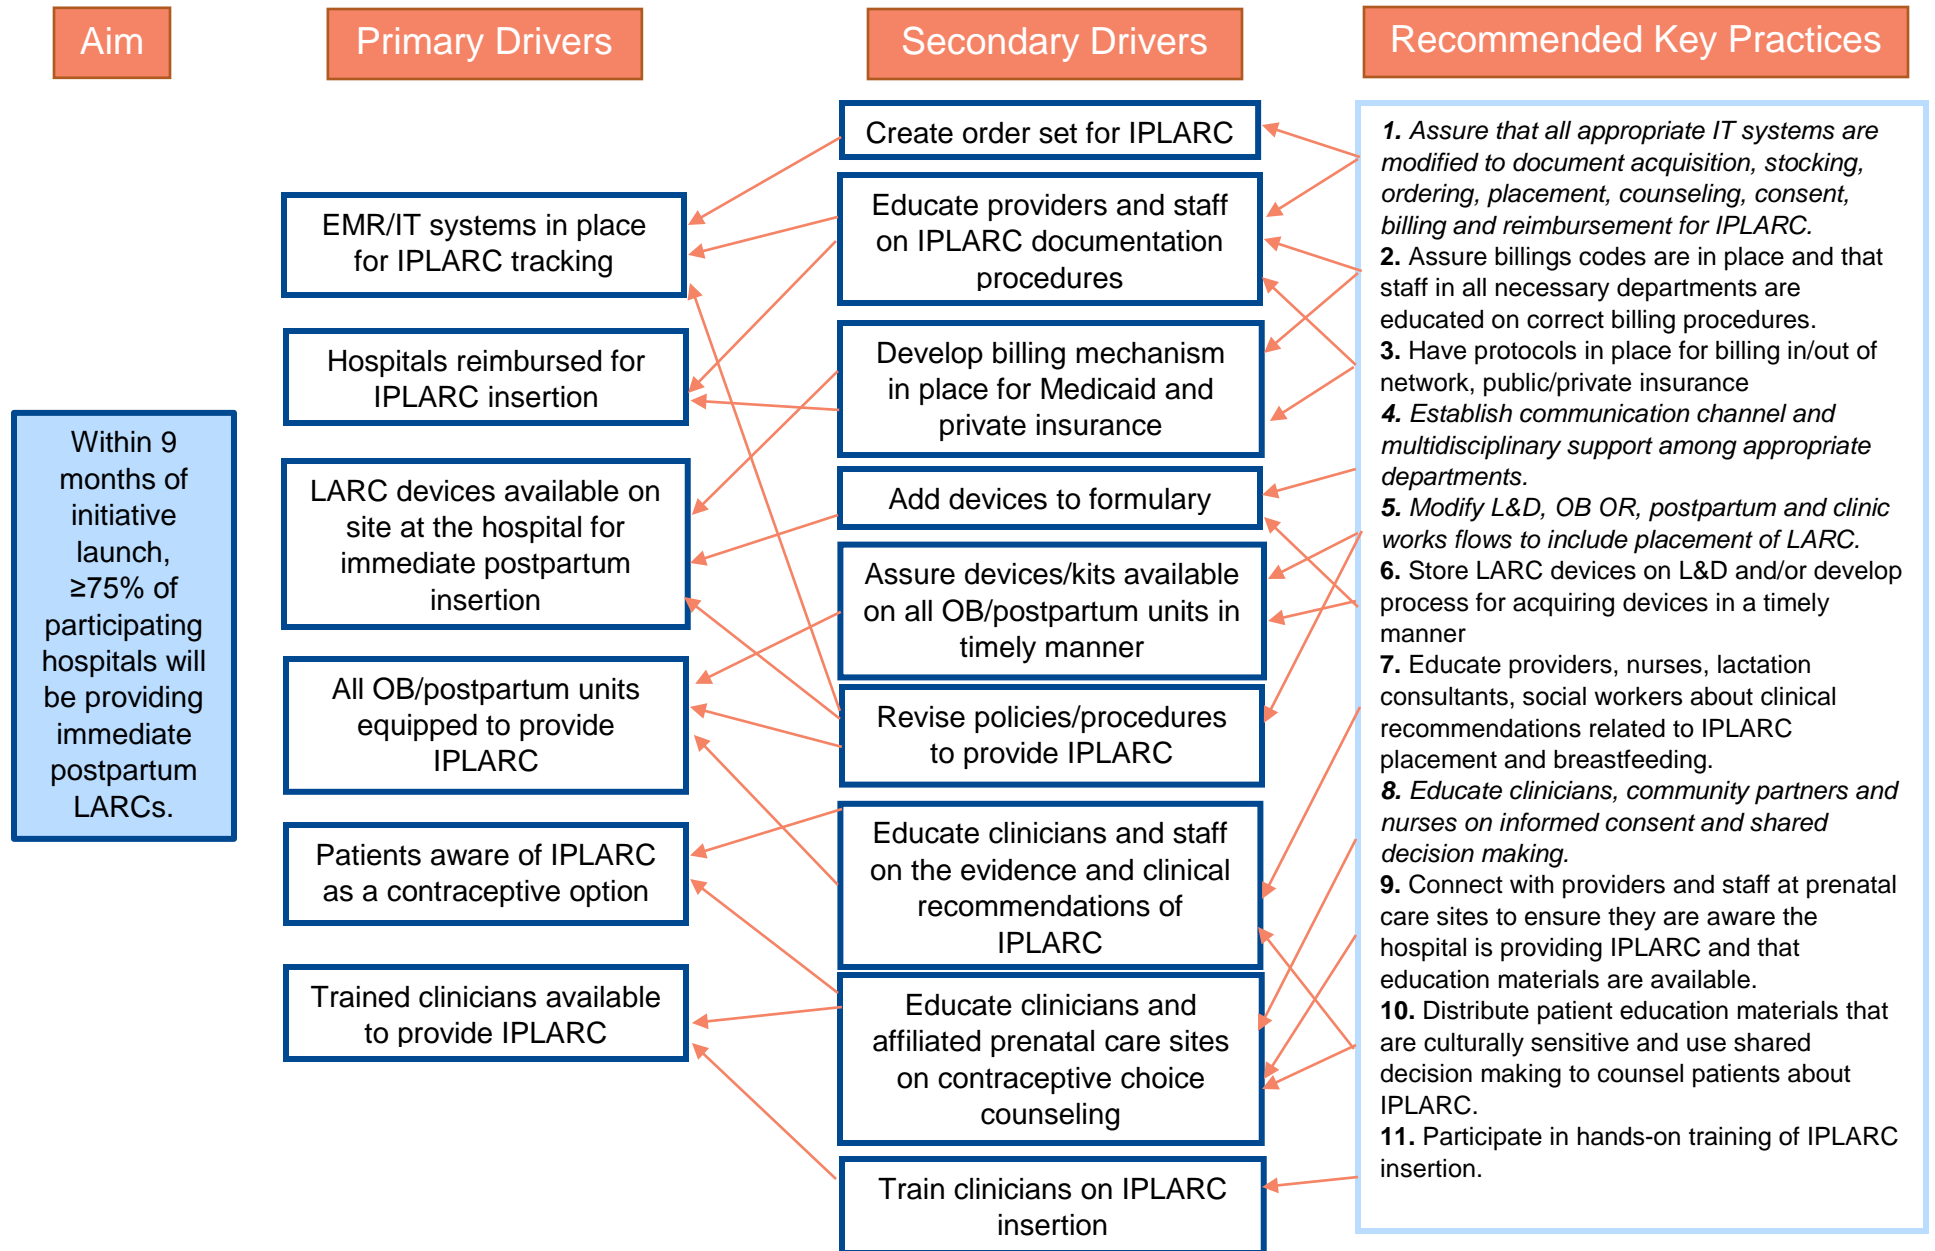 Aim
Primary Drivers
Secondary Drivers
Recommended Key Practices
Within 9
months of
initiative
launch,
≥75% of
participating
hospitals will
be providing
immediate
postpartum
LARCs.
EMR/IT systems in place
for IPLARC tracking
Hospitals reimbursed for
IPLARC insertion
LARC devices available on
site at the hospital for
immediate postpartum
insertion
All OB/postpartum units
equipped to provide
IPLARC
Patients aware of IPLARC
as a contraceptive option
Trained clinicians available
to provide IPLARC
Create order set for IPLARC
Educate providers and staff
on IPLARC documentation
procedures
Develop billing mechanism
in place for Medicaid and
private insurance
Add devices to formulary
Assure devices/kits available
on all OB/postpartum units in
timely manner
Revise policies/procedures
to provide IPLARC
Educate clinicians and staff
on the evidence and clinical
recommendations of
IPLARC
Educate clinicians and
affiliated prenatal care sites
on contraceptive choice
counseling
Train clinicians on IPLARC
insertion
1. Assure that all appropriate IT systems are
modified to document acquisition, stocking,
ordering, placement, counseling, consent,
billing and reimbursement for IPLARC.
2. Assure billings codes are in place and that
staff in all necessary departments are
educated on correct billing procedures.
3. Have protocols in place for billing in/out of
network, public/private insurance
4. Establish communication channel and
multidisciplinary support among appropriate
departments.
5. Modify L&D, OB OR, postpartum and clinic
works flows to include placement of LARC.
6. Store LARC devices on L&D and/or develop
process for acquiring devices in a timely
manner
7. Educate providers, nurses, lactation
consultants, social workers about clinical
recommendations related to IPLARC
placement and breastfeeding.
8. Educate clinicians, community partners and
nurses on informed consent and shared
decision making.
9. Connect with providers and staff at prenatal
care sites to ensure they are aware the
hospital is providing IPLARC and that
education materials are available.
10. Distribute patient education materials that
are culturally sensitive and use shared
decision making to counsel patients about
IPLARC.
11. Participate in hands-on training of IPLARC
insertion.